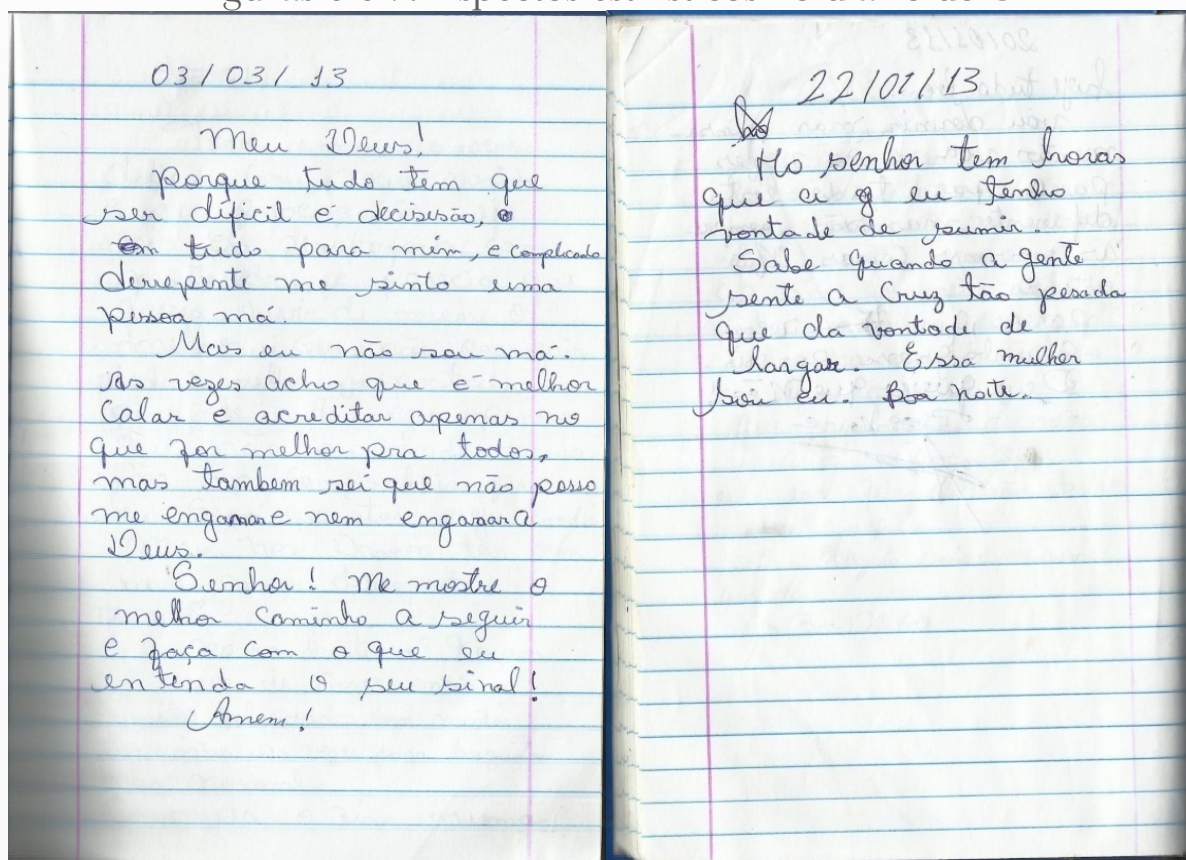 03/03/13
Meu Deus!
Porque tudo tem que
ser dificil é decisesão,
tudo para mim, e complicado
derrepente me sinto uma
pessoa má.
Mais eu não sou má.
As vezes acho que é melhor
Calar e acreditar apenas no
que for melhor pra todos,
mas tambem sei que não posso
me enganar e nem enganar a
Deus.
Senhor! Me mostre o
melhor Caminho a seguir
e faça com o que eu
entenda o seu sinal!
Amem!
22/01/13
Ho senhor tem horas
que a eu tenho
vontade de sumir.
Sabe quando a gente
sente a Cruz tão pesada
que da vontade de
largar. Essa mulher
sou eu. Boa noite.